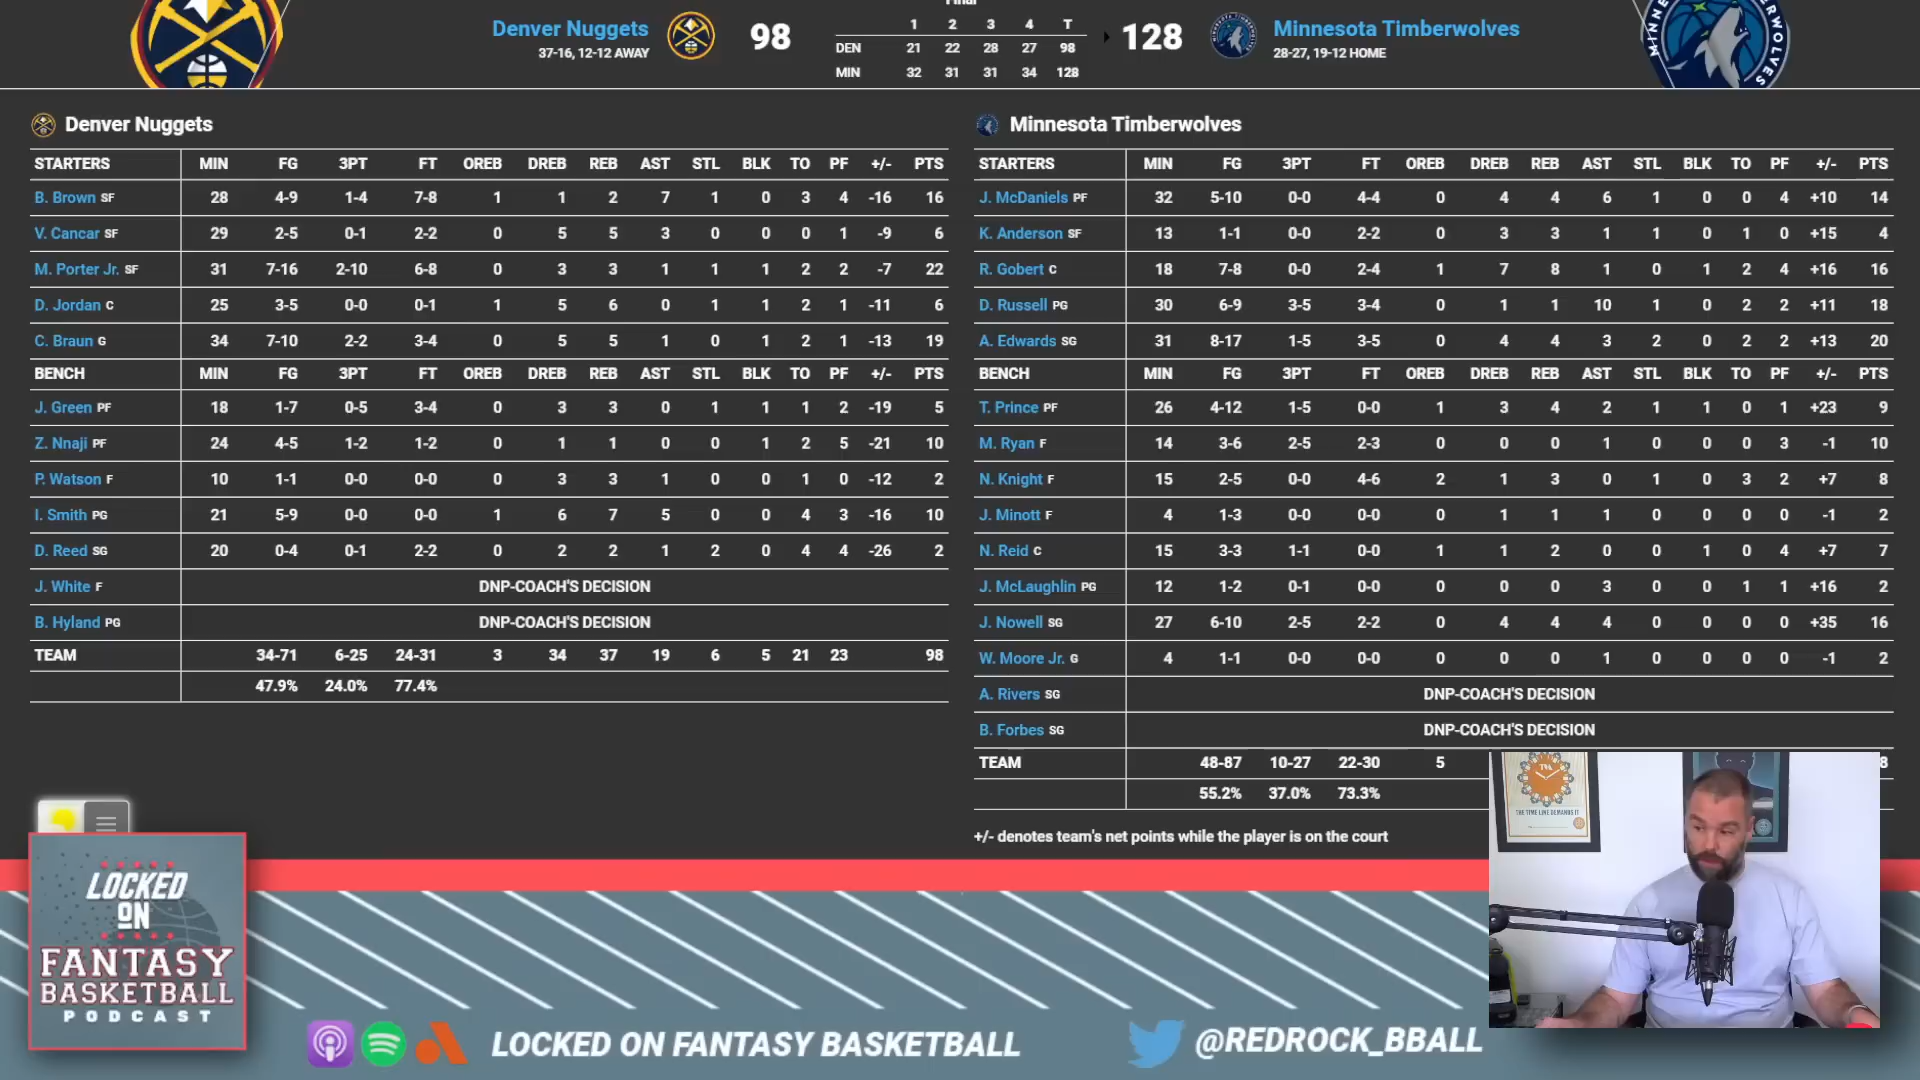 Final
Denver Nuggets
37-16, 12-12 AWAY
98
1 2 3 4 T
DEN 21 22 28 27 98
MIN 32 31 31 34 128
128
Minnesota Timberwolves
28-27, 19-12 HOME
Denver Nuggets
STARTERS MIN FG 3PT FT OREB DREB REB AST STL BLK TO PF +/- PTS
B. Brown SF 28 4-9 1-4 7-8 1 1 2 7 1 0 3 4 -16 16
V. Cancar SF 29 2-5 0-1 2-2 0 5 5 3 0 0 0 1 -9 6
M. Porter Jr. SF 31 7-16 2-10 6-8 0 3 3 1 1 1 2 2 -7 22
D. Jordan C 25 3-5 0-0 0-1 1 5 6 0 1 1 2 1 -11 6
C. Braun G 34 7-10 2-2 3-4 0 5 5 1 0 1 2 1 -13 19
BENCH MIN FG 3PT FT OREB DREB REB AST STL BLK TO PF +/- PTS
J. Green PF 18 1-7 0-5 3-4 0 3 3 0 1 1 1 2 -19 5
Z. Nnaji PF 24 4-5 1-2 1-2 0 1 1 0 0 1 2 5 -21 10
P. Watson F 10 1-1 0-0 0-0 0 3 3 1 0 0 1 0 -12 2
I. Smith PG 21 5-9 0-0 0-0 1 6 7 5 0 0 4 3 -16 10
D. Reed SG 20 0-4 0-1 2-2 0 2 2 1 2 0 4 4 -26 2
J. White F DNP-COACH'S DECISION
B. Hyland PG DNP-COACH'S DECISION
TEAM 34-71 6-25 24-31 3 34 37 19 6 5 21 23 98
47.9% 24.0% 77.4%
Minnesota Timberwolves
STARTERS MIN FG 3PT FT OREB DREB REB AST STL BLK TO PF +/- PTS
J. McDaniels PF 32 5-10 0-0 4-4 0 4 4 6 1 0 0 4 +10 14
K. Anderson SF 13 1-1 0-0 2-2 0 3 3 1 1 0 1 0 +15 4
R. Gobert C 18 7-8 0-0 2-4 1 7 8 1 0 1 2 4 +16 16
D. Russell PG 30 6-9 3-5 3-4 0 1 1 10 1 0 2 2 +11 18
A. Edwards SG 31 8-17 1-5 3-5 0 4 4 3 2 0 2 2 +13 20
BENCH MIN FG 3PT FT OREB DREB REB AST STL BLK TO PF +/- PTS
T. Prince PF 26 4-12 1-5 0-0 1 3 4 2 1 1 0 1 +23 9
M. Ryan F 14 3-6 2-5 2-3 0 0 0 1 0 0 0 3 -1 10
N. Knight F 15 2-5 0-0 4-6 2 1 3 0 1 0 3 2 +7 8
J. Minott F 4 1-3 0-0 0-0 0 1 1 1 0 0 0 0 -1 2
N. Reid C 15 3-3 1-1 0-0 1 1 2 0 0 1 0 4 +7 7
J. McLaughlin PG 12 1-2 0-1 0-0 0 0 0 3 0 0 1 1 +16 2
J. Nowell SG 27 6-10 2-5 2-2 0 4 4 4 0 0 0 0 +35 16
W. Moore Jr. G 4 1-1 0-0 0-0 0 0 0 1 0 0 0 0 -1 2
A. Rivers SG DNP-COACH'S DECISION
B. Forbes SG DNP-COACH'S DECISION
TEAM 48-87 10-27 22-30 5 8
55.2% 37.0% 73.3%
+/- denotes team's net points while the player is on the court
THE TIME LINE DEMANDS IT
LOCKED
ON
FANTASY
BASKETBALL
PODCAST
LOCKED ON FANTASY BASKETBALL
@REDROCK_BBALL